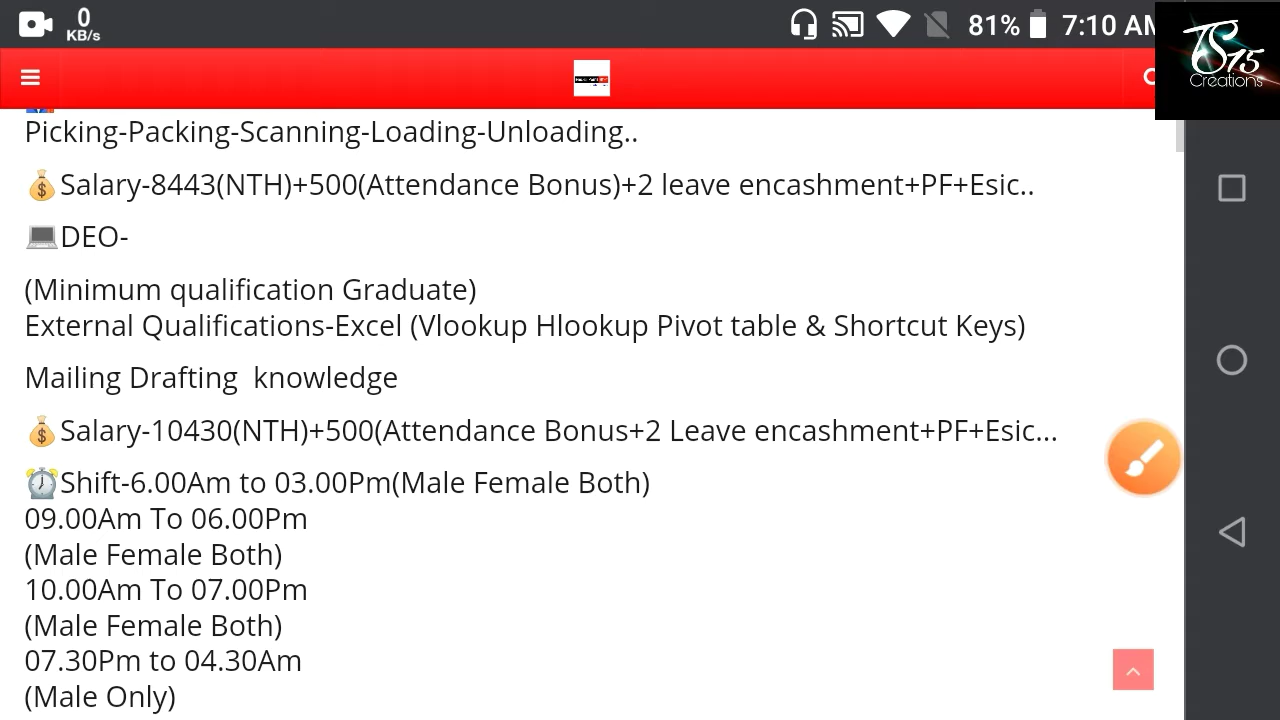 0
KB/s
81%
7:10 AM
TS15
Creations
Picking-Packing-Scanning-Loading-Unloading..
💰Salary-8443(NTH)+500(Attendance Bonus)+2 leave encashment+PF+Esic..
💻DEO-
(Minimum qualification Graduate)
External Qualifications-Excel (Vlookup Hlookup Pivot table & Shortcut Keys)
Mailing Drafting  knowledge
💰Salary-10430(NTH)+500(Attendance Bonus+2 Leave encashment+PF+Esic...
⏰Shift-6.00Am to 03.00Pm(Male Female Both)
09.00Am To 06.00Pm
(Male Female Both)
10.00Am To 07.00Pm
(Male Female Both)
07.30Pm to 04.30Am
(Male Only)